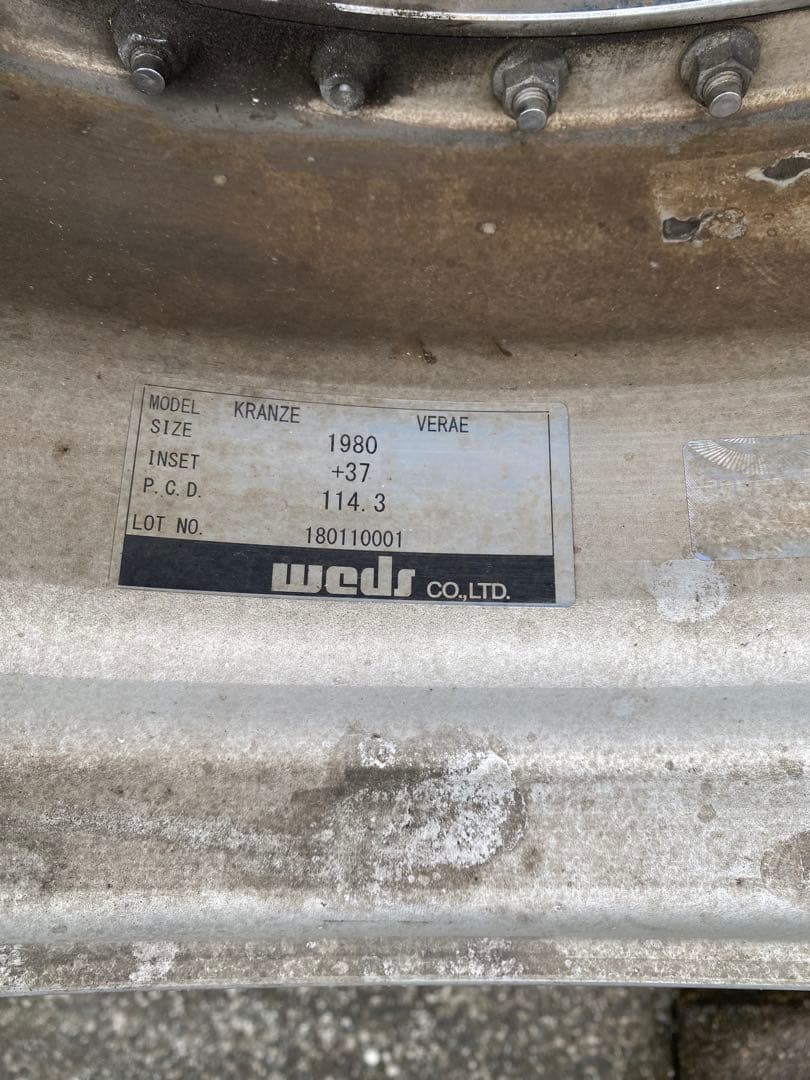 MODEL KRANZE VERAE
SIZE 1980
INSET +37
P.C.D. 114.3
LOT NO. 180110001
weds CO.,LTD.